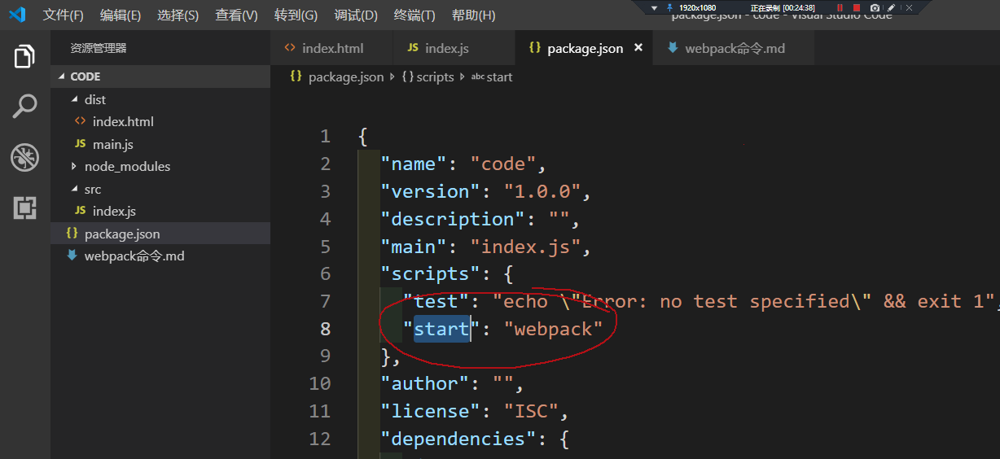 文件(F) 编辑(E) 选择(S) 查看(V) 转到(G) 调试(D) 终端(T) 帮助(H)
1920x1080 正在录制 [00:24:38]
package.json - code - Visual Studio Code
资源管理器
CODE
dist
index.html
JS main.js
node_modules
src
JS index.js
{} package.json
webpack命令.md
index.html JS index.js {} package.json × webpack命令.md
{} package.json {} scripts abc start
1 {
2 "name": "code",
3 "version": "1.0.0",
4 "description": "",
5 "main": "index.js",
6 "scripts": {
7 "test": "echo \"Error: no test specified\" && exit 1",
8 "start": "webpack"
9 },
10 "author": "",
11 "license": "ISC",
12 "dependencies": {